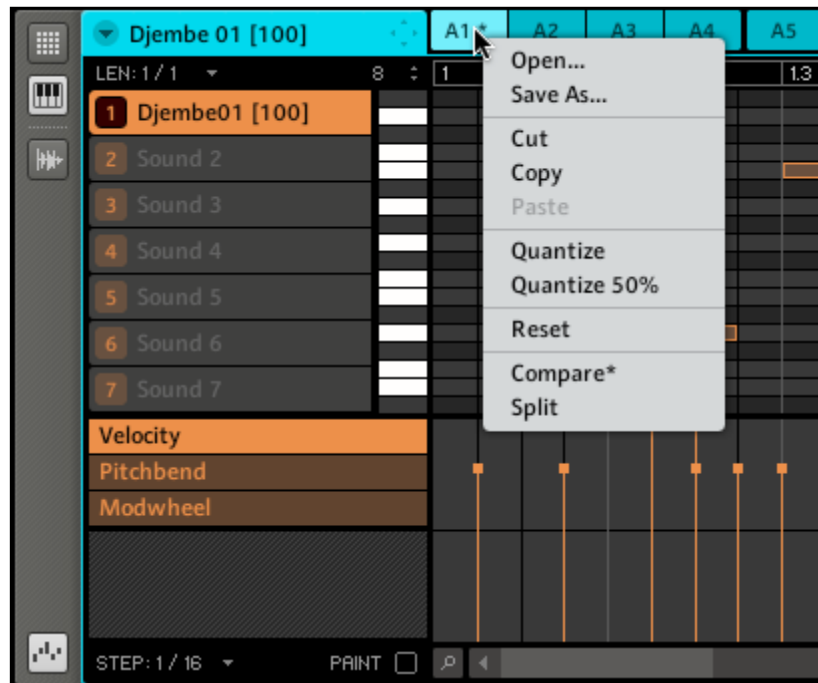 Djembe 01 [100]
A1* A2 A3 A4 A5
LEN: 1 / 1 8 1 1.3
1 Djembe01 [100]
2 Sound 2
3 Sound 3
4 Sound 4
5 Sound 5
6 Sound 6
7 Sound 7
Open...
Save As...
Cut
Copy
Paste
Quantize
Quantize 50%
Reset
Compare*
Split
Velocity
Pitchbend
Modwheel
STEP: 1 / 16 PAINT